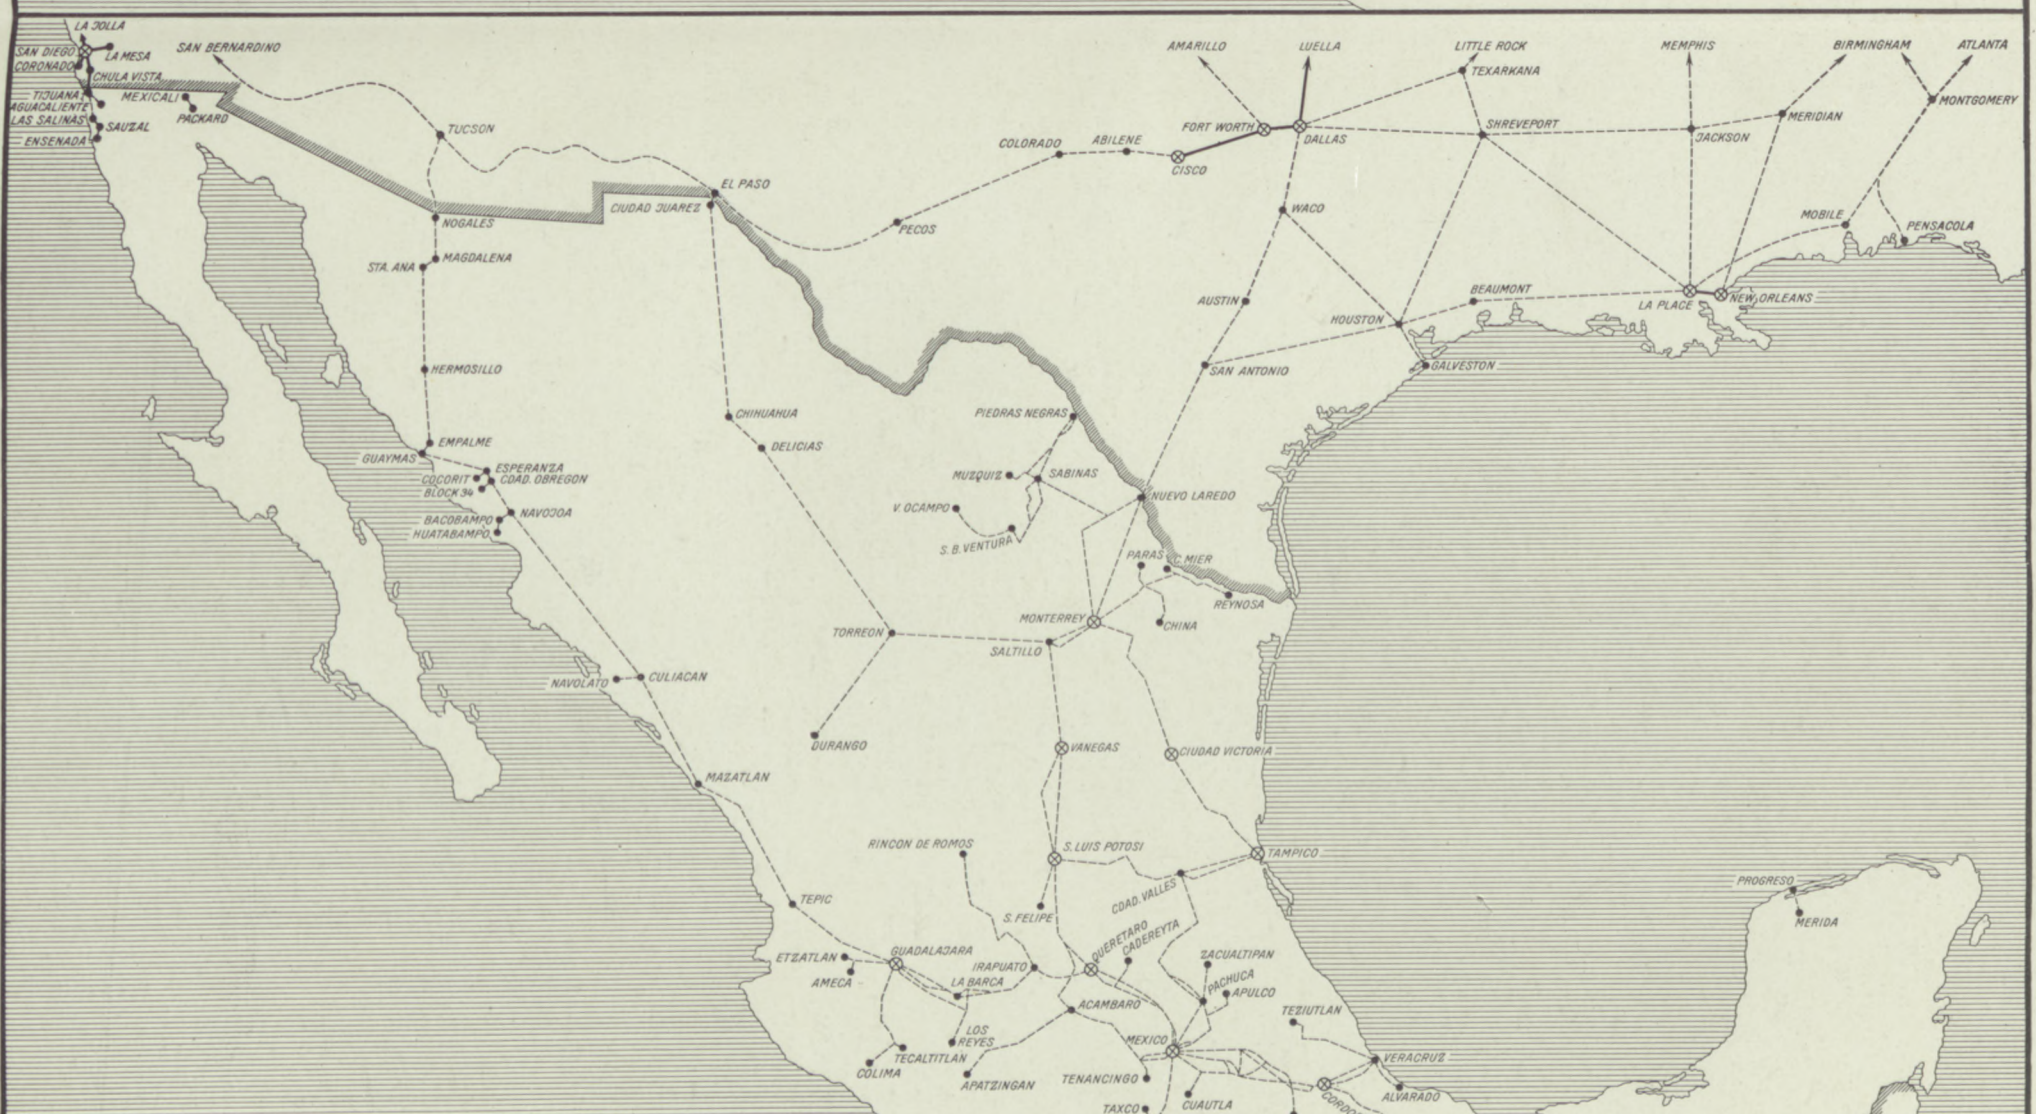 LA JOLLA
SAN DIEGO
LA MESA
CORONADO
CHULA VISTA
SAN BERNARDINO
AMARILLO
LUELLA
LITTLE ROCK
MEMPHIS
BIRMINGHAM
ATLANTA
TEXARKANA
TIJUANA
MEXICALI
AGUACALIENTE
PACKARD
LAS SALINAS
SAUZAL
ENSENADA
TUCSON
COLORADO
ABILENE
CISCO
FORT WORTH
DALLAS
SHREVEPORT
JACKSON
MERIDIAN
MONTGOMERY
EL PASO
CIUDAD JUAREZ
NOGALES
PECOS
WACO
MOBILE
PENSACOLA
STA. ANA
MAGDALENA
AUSTIN
BEAUMONT
LA PLACE
NEW ORLEANS
HOUSTON
HERMOSILLO
SAN ANTONIO
GALVESTON
CHIHUAHUA
PIEDRAS NEGRAS
EMPALME
DELICIAS
GUAYMAS
ESPERANZA
COCORIT
CDAD. OBREGON
BLOCK 34
MUZQUIZ
SABINAS
NUEVO LAREDO
V. OCAMPO
NAVOJOA
BACOBAMPO
HUATABAMPO
S. B. VENTURA
PARAS
C. MIER
REYNOSA
MONTERREY
CHINA
TORREON
SALTILLO
NAVOLATO
CULIACAN
DURANGO
VANEGAS
CIUDAD VICTORIA
MAZATLAN
RINCON DE ROMOS
S. LUIS POTOSI
TAMPICO
CDAD. VALLES
PROGRESO
MERIDA
TEPIC
S. FELIPE
QUERETARO
CADEREYTA
ETZATLAN
GUADALAJARA
AMECA
LA BARCA
IRAPUATO
ZACUALTIPAN
PACHUCA
APULCO
ACAMBARO
TEZIUTLAN
LOS
REYES
TECALTITLAN
COLIMA
APATZINGAN
MEXICO
TENANCINGO
VERACRUZ
ALVARADO
TAXCO
CUAUTLA